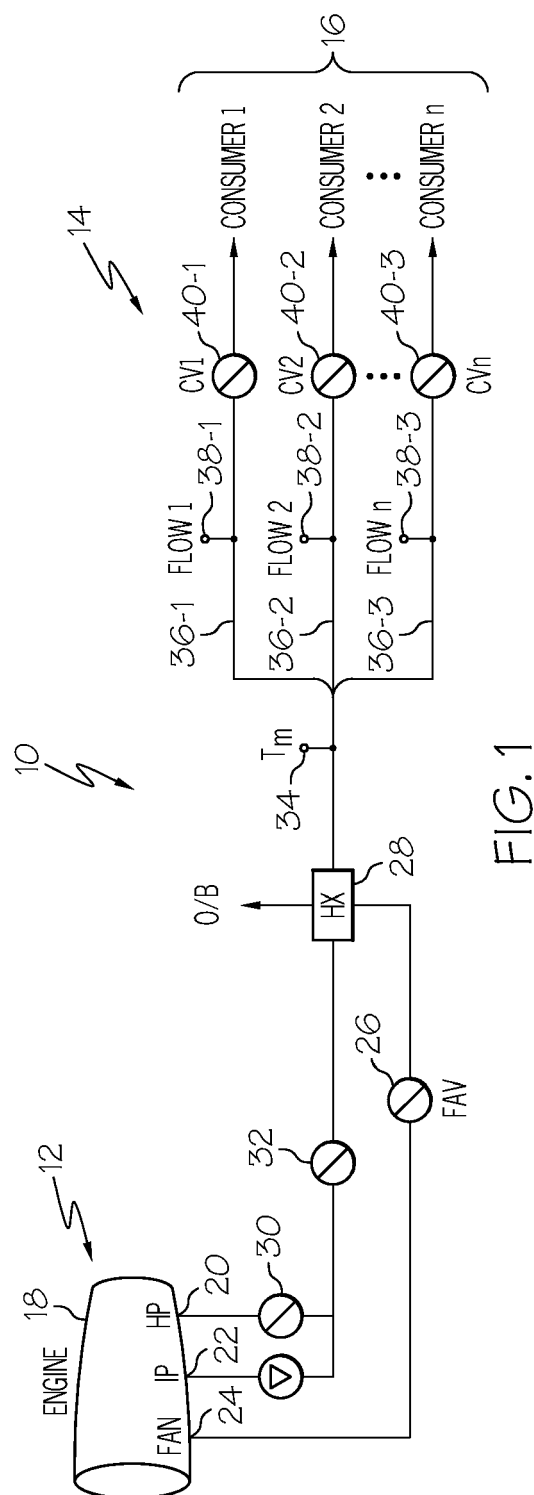 10
12
14
ENGINE
18
FAN
IP
HP
24
22
20
30
32
26
FAV
O/B
HX
28
Tm
34
36-1
FLOW 1
38-1
CV1
40-1
CONSUMER 1
36-2
FLOW 2
38-2
CV2
40-2
CONSUMER 2
36-3
FLOW n
38-3
CVn
40-3
CONSUMER n
16
FIG. 1